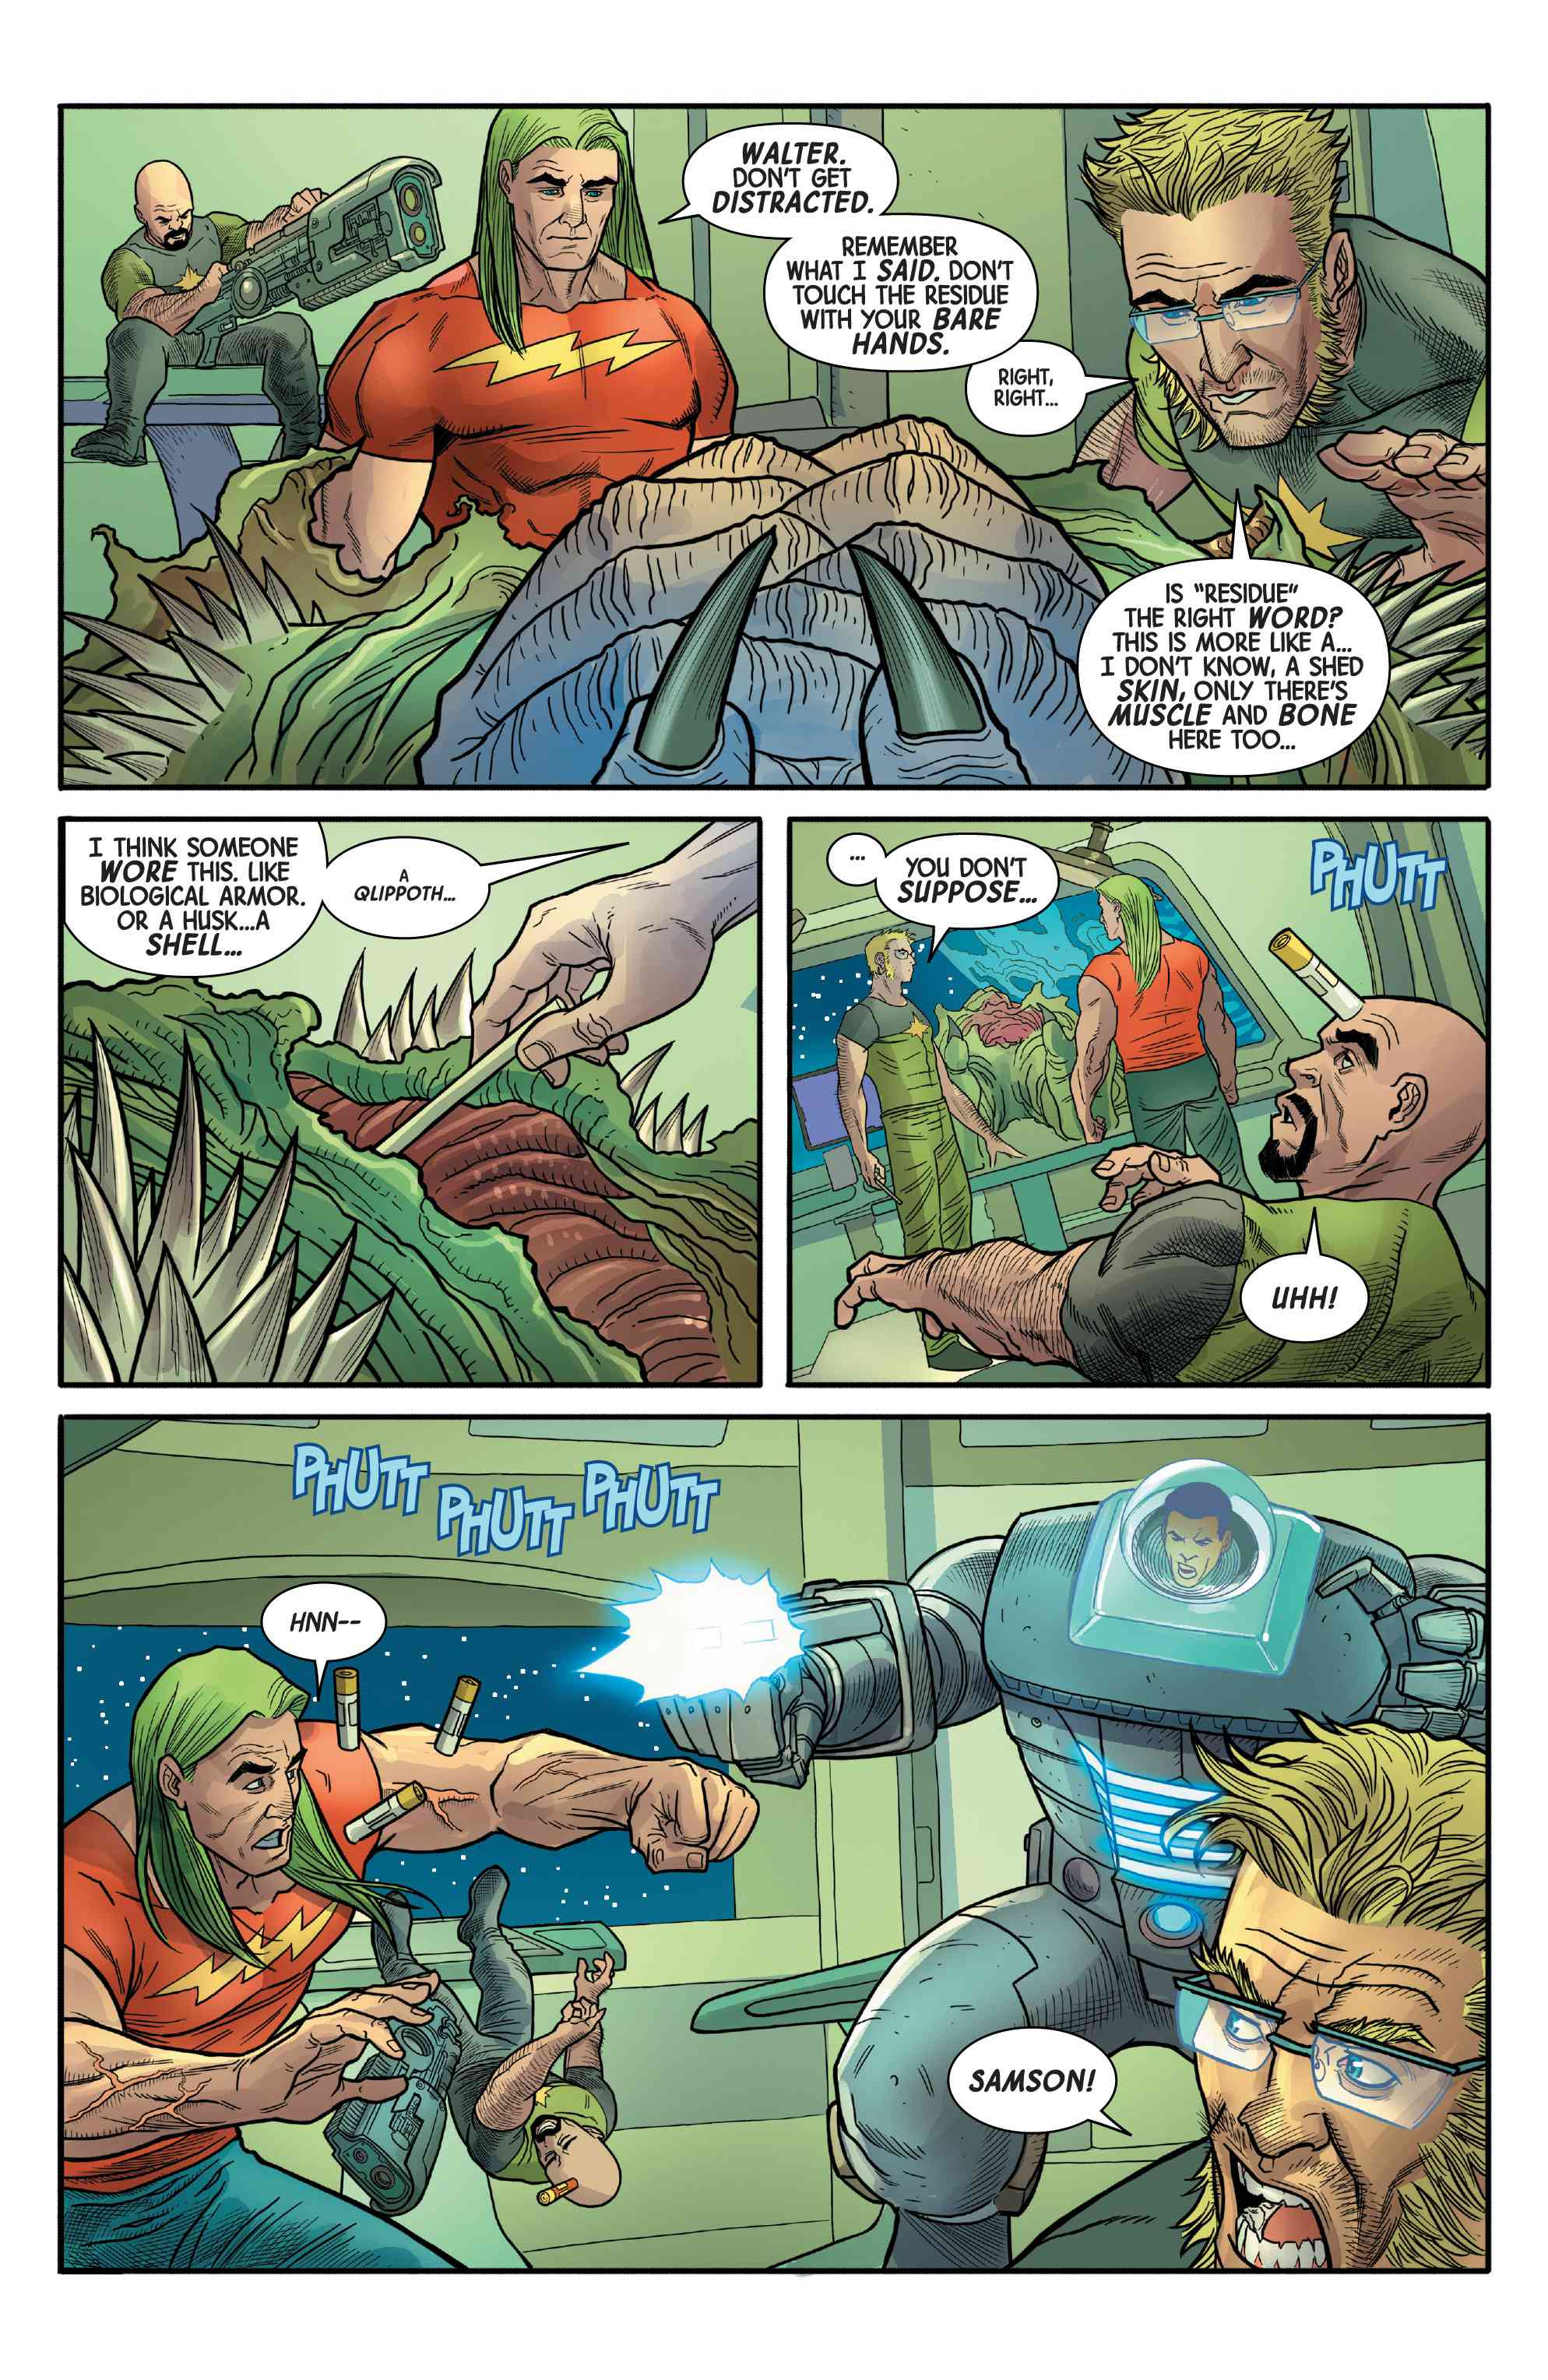 WALTER.
DON'T GET
DISTRACTED.
REMEMBER
WHAT I SAID. DON'T
TOUCH THE RESIDUE
WITH YOUR BARE
HANDS.
RIGHT,
RIGHT...
IS "RESIDUE"
THE RIGHT WORD?
THIS IS MORE LIKE A...
I DON'T KNOW, A SHED
SKIN, ONLY THERE'S
MUSCLE AND BONE
HERE TOO...
I THINK SOMEONE
WORE THIS. LIKE
BIOLOGICAL ARMOR.
OR A HUSK...A
SHELL...
A
QLIPPOTH...
...
YOU DON'T
SUPPOSE...
PHUTT
UHH!
PHUTT
PHUTT
PHUTT
HNN--
SAMSON!